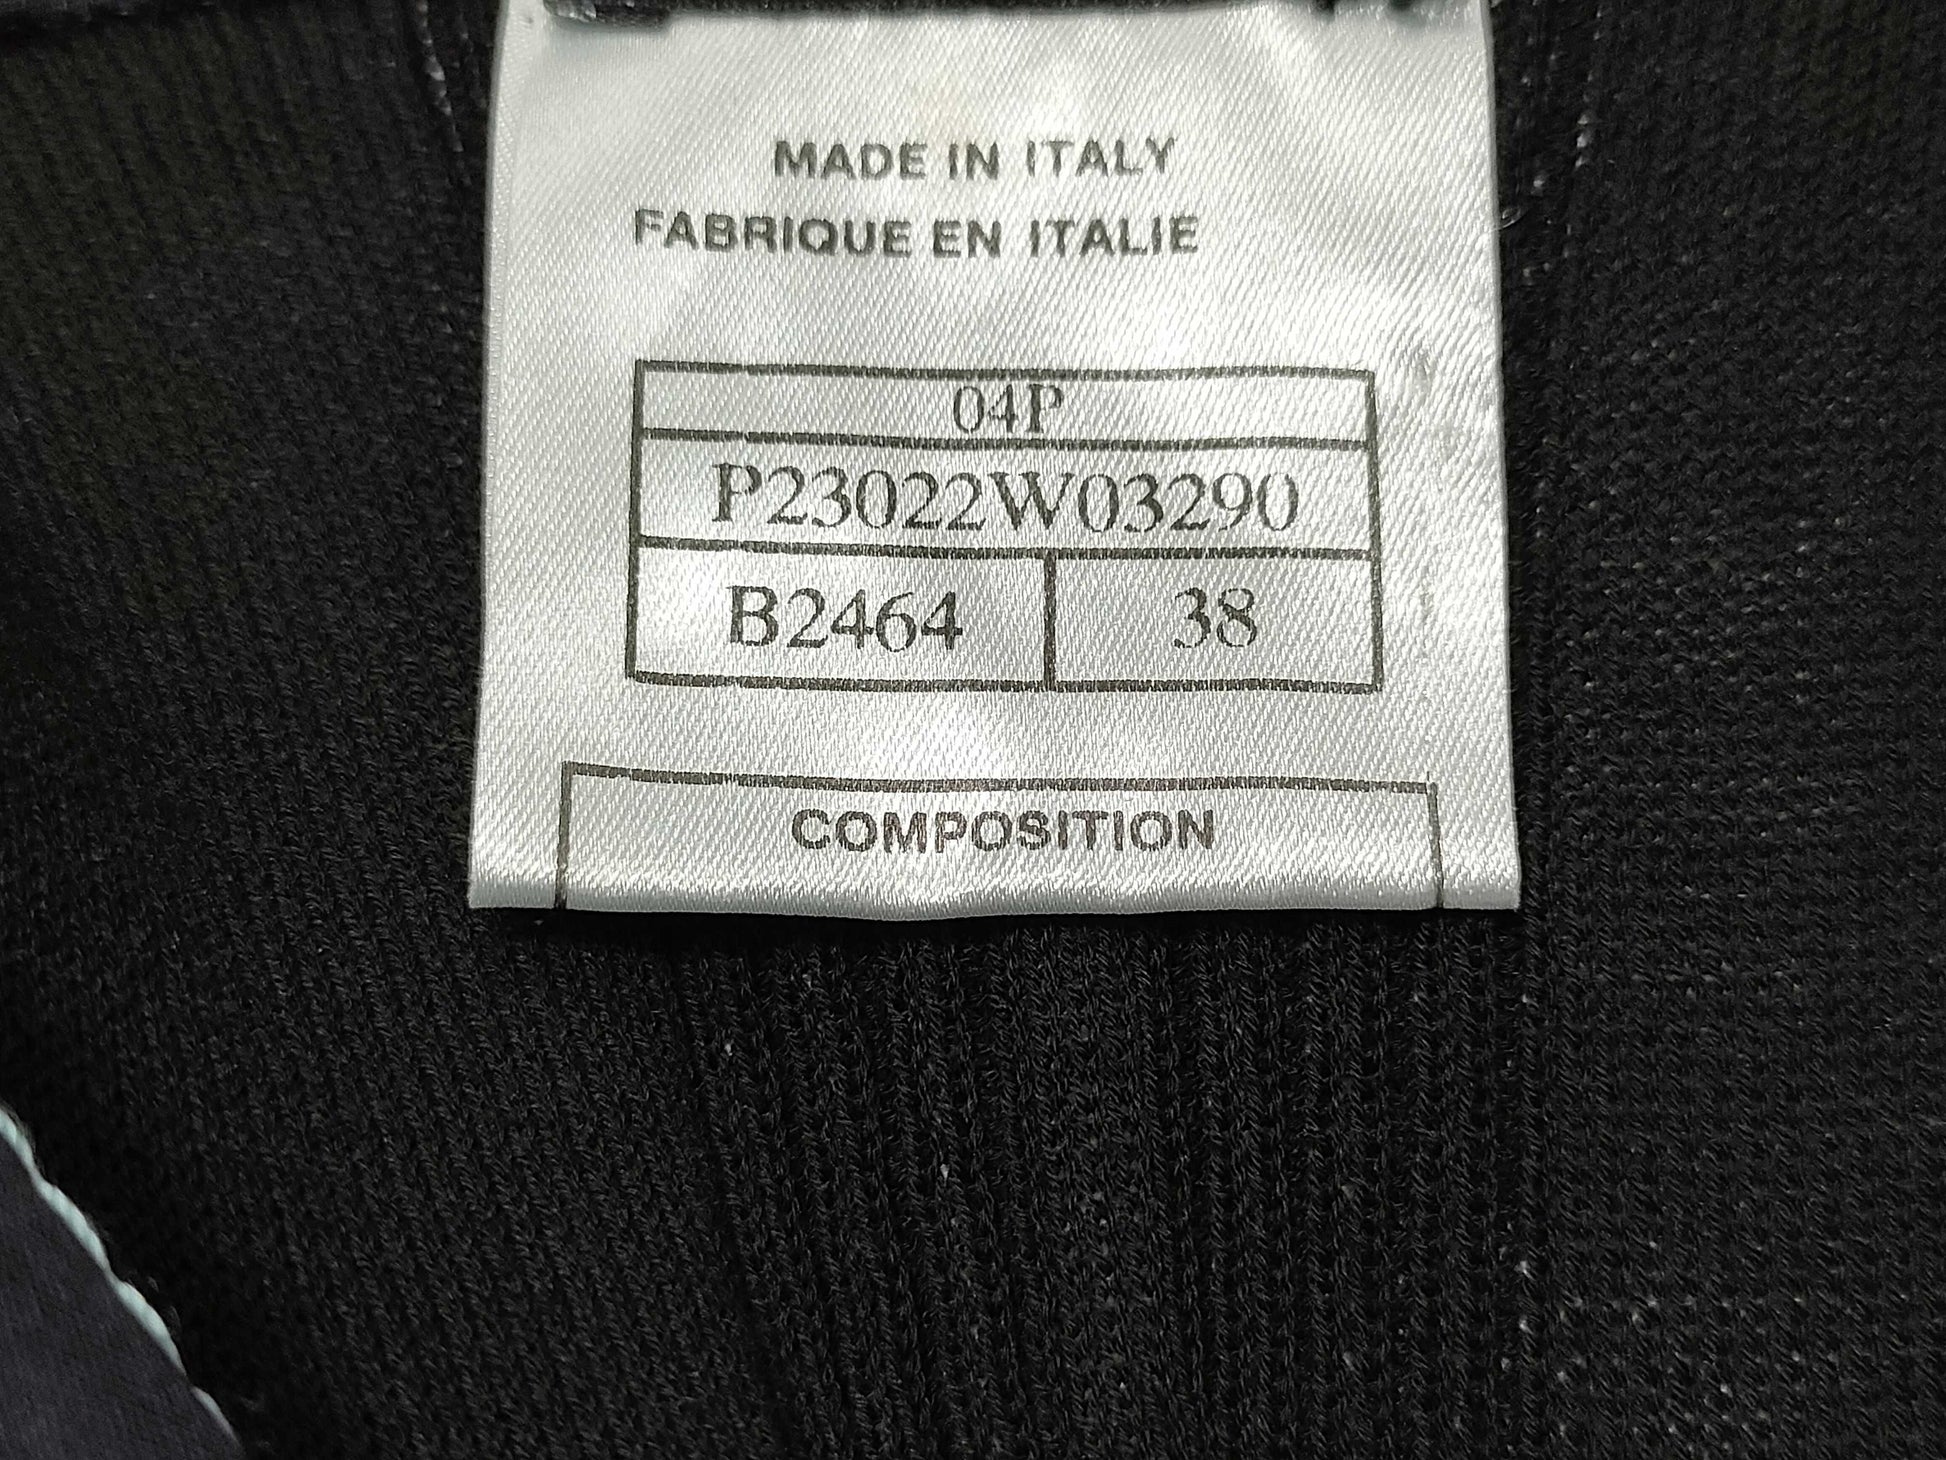 MADE IN ITALY
FABRIQUE EN ITALIE
04P
P23022W03290
B2464 38
COMPOSITION